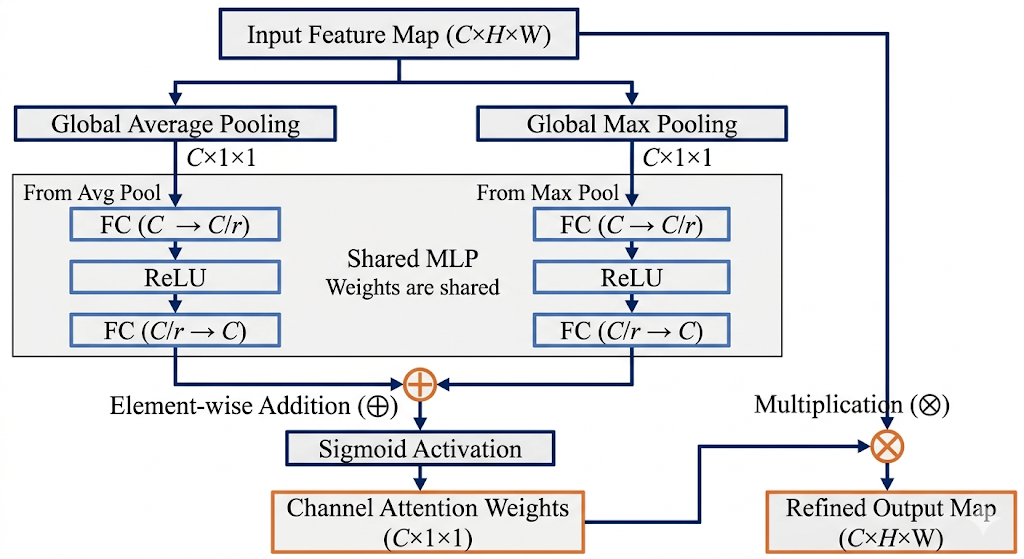 Input Feature Map (C×H×W)
Global Average Pooling
Global Max Pooling
C×1×1
C×1×1
From Avg Pool
From Max Pool
FC (C → C/r)
FC (C → C/r)
ReLU
ReLU
Shared MLP
Weights are shared
FC (C/r → C)
FC (C/r → C)
Element-wise Addition (⊕)
Multiplication (⊗)
Sigmoid Activation
Channel Attention Weights
(C×1×1)
Refined Output Map
(C×H×W)